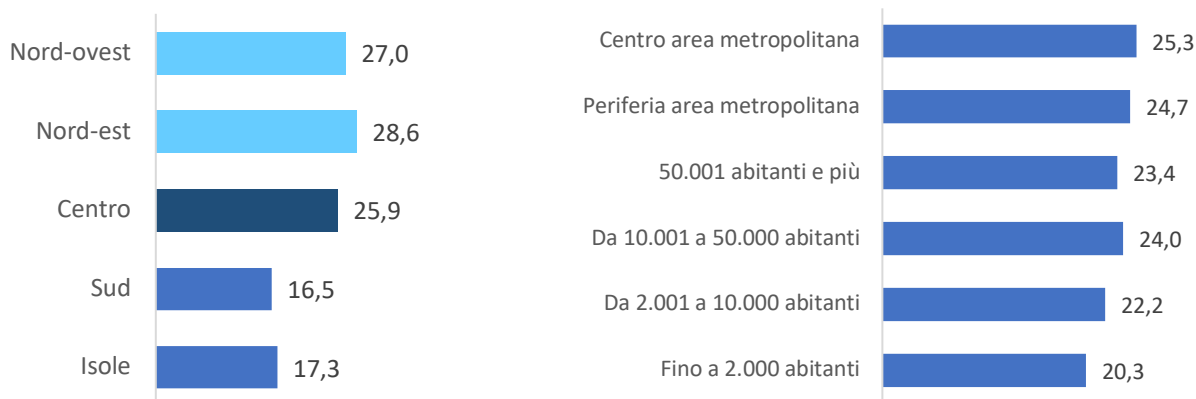 Nord-ovest 27,0
Nord-est 28,6
Centro 25,9
Sud 16,5
Isole 17,3
Centro area metropolitana 25,3
Periferia area metropolitana 24,7
50.001 abitanti e più 23,4
Da 10.001 a 50.000 abitanti 24,0
Da 2.001 a 10.000 abitanti 22,2
Fino a 2.000 abitanti 20,3